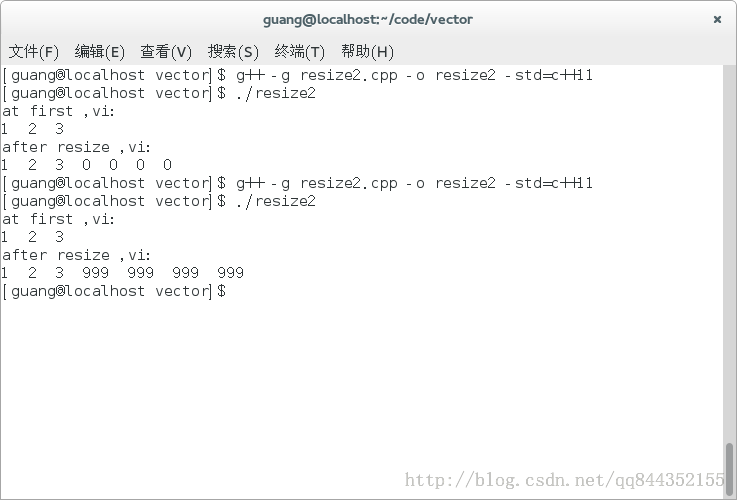 guang@localhost:~/code/vector ×
文件(F) 编辑(E) 查看(V) 搜索(S) 终端(T) 帮助(H)
[guang@localhost vector]$ g++ -g resize2.cpp -o resize2 -std=c++11
[guang@localhost vector]$ ./resize2
at first ,vi:
1  2  3
after resize ,vi:
1  2  3  0  0  0  0
[guang@localhost vector]$ g++ -g resize2.cpp -o resize2 -std=c++11
[guang@localhost vector]$ ./resize2
at first ,vi:
1  2  3
after resize ,vi:
1  2  3  999  999  999  999
[guang@localhost vector]$
http://blog.csdn.net/qq844352155